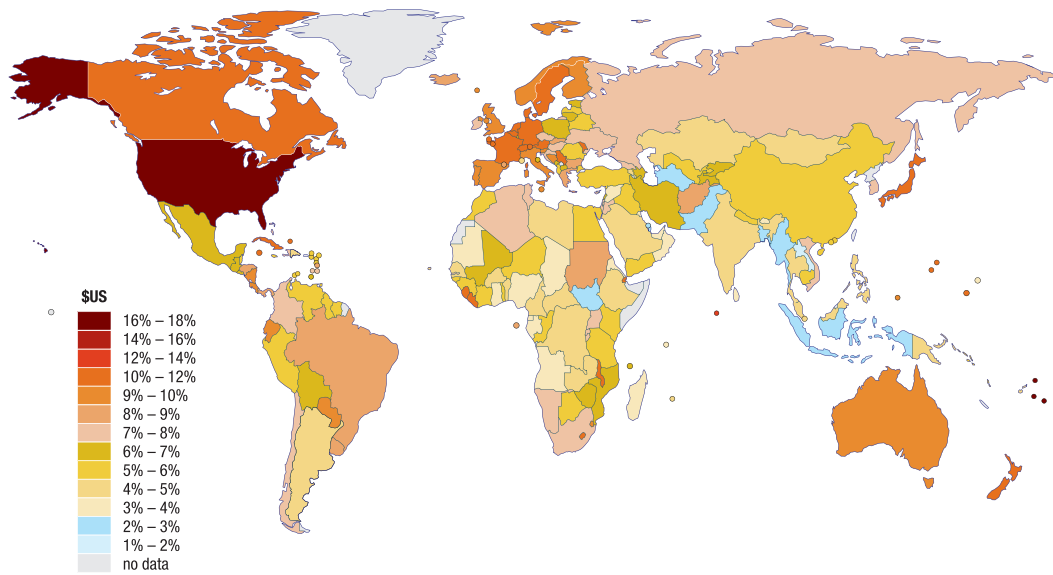 $US
16% – 18%
14% – 16%
12% – 14%
10% – 12%
9% – 10%
8% – 9%
7% – 8%
6% – 7%
5% – 6%
4% – 5%
3% – 4%
2% – 3%
1% – 2%
no data